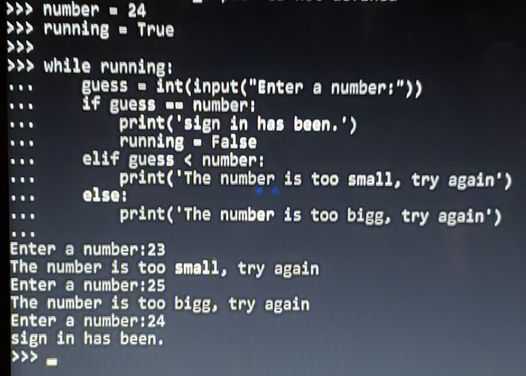 >>> number = 24
>>> running = True
>>>
>>> while running:
...     guess = int(input("Enter a number:"))
...     if guess == number:
...         print('sign in has been.')
...         running = False
...     elif guess < number:
...         print('The number is too small, try again')
...     else:
...         print('The number is too bigg, try again')
...
Enter a number:23
The number is too small, try again
Enter a number:25
The number is too bigg, try again
Enter a number:24
sign in has been.
>>>